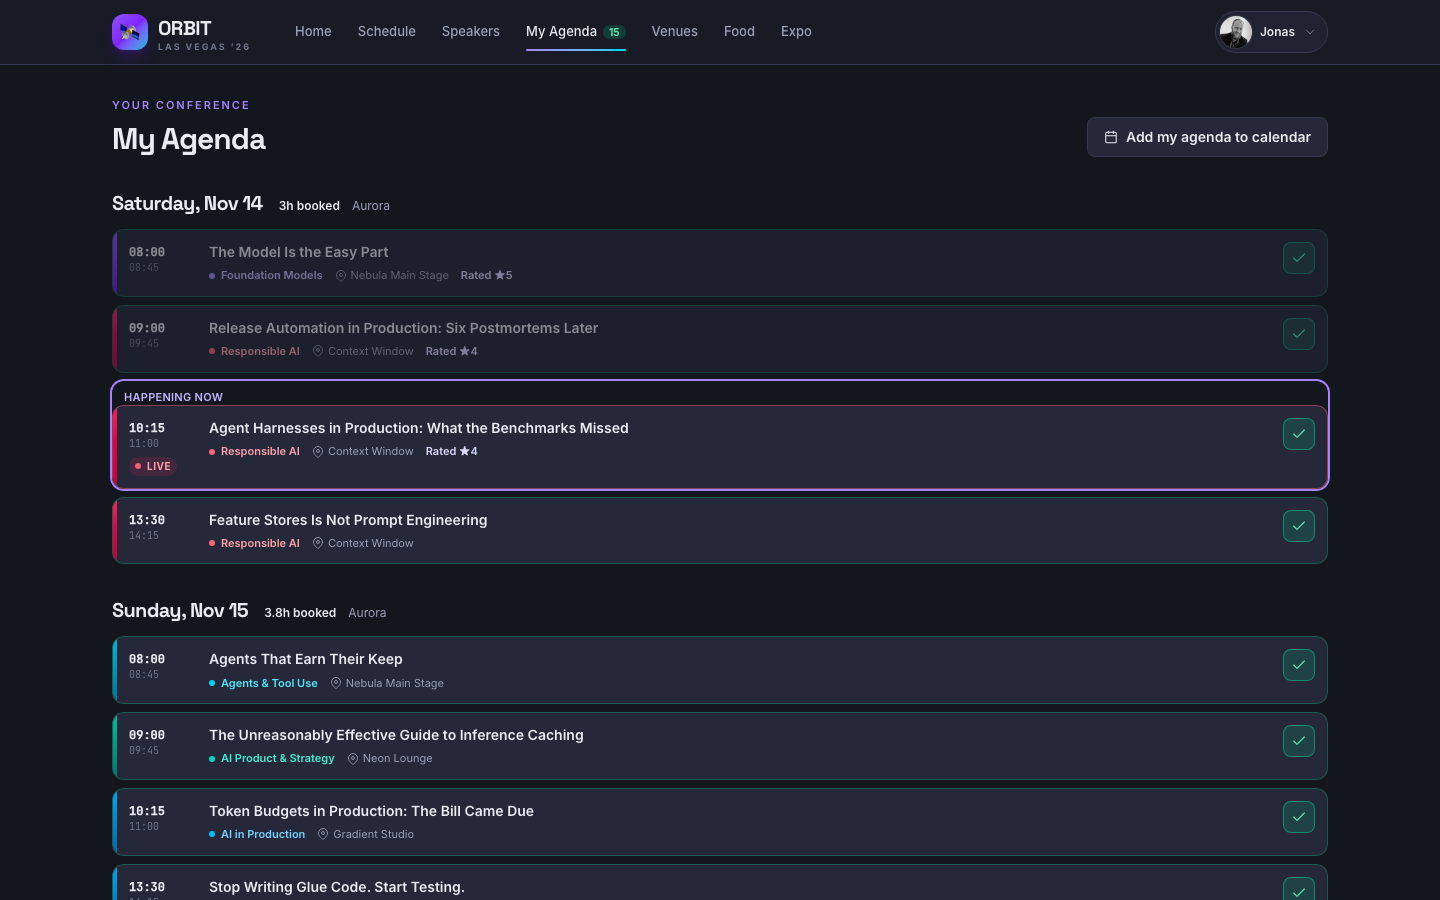 ORBIT
LAS VEGAS '26
Home
Schedule
Speakers
My Agenda 15
Venues
Food
Expo
Jonas
YOUR CONFERENCE
My Agenda
Add my agenda to calendar
Saturday, Nov 14 3h booked Aurora
08:00
08:45
The Model Is the Easy Part
Foundation Models Nebula Main Stage Rated ★5
09:00
09:45
Release Automation in Production: Six Postmortems Later
Responsible AI Context Window Rated ★4
HAPPENING NOW
10:15
11:00
LIVE
Agent Harnesses in Production: What the Benchmarks Missed
Responsible AI Context Window Rated ★4
13:30
14:15
Feature Stores Is Not Prompt Engineering
Responsible AI Context Window
Sunday, Nov 15 3.8h booked Aurora
08:00
08:45
Agents That Earn Their Keep
Agents & Tool Use Nebula Main Stage
09:00
09:45
The Unreasonably Effective Guide to Inference Caching
AI Product & Strategy Neon Lounge
10:15
11:00
Token Budgets in Production: The Bill Came Due
AI in Production Gradient Studio
13:30
Stop Writing Glue Code. Start Testing.